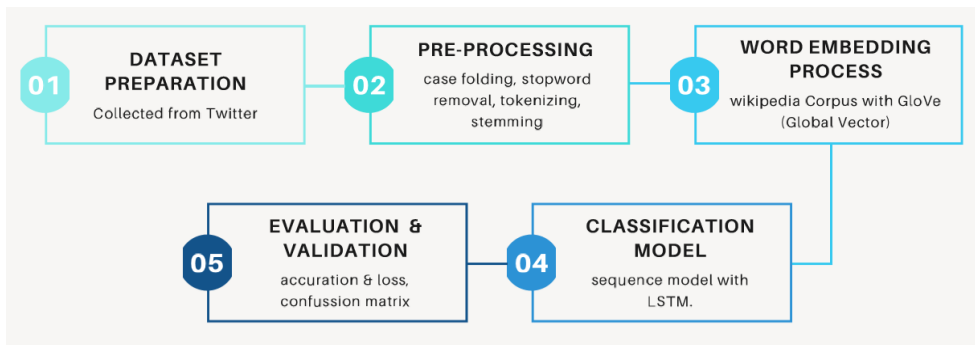 01
DATASET
PREPARATION
Collected from Twitter
02
PRE-PROCESSING
case folding, stopword
removal, tokenizing,
stemming
03
WORD EMBEDDING
PROCESS
wikipedia Corpus with GloVe
(Global Vector)
05
EVALUATION &
VALIDATION
accuration & loss,
confussion matrix
04
CLASSIFICATION
MODEL
sequence model with
LSTM.